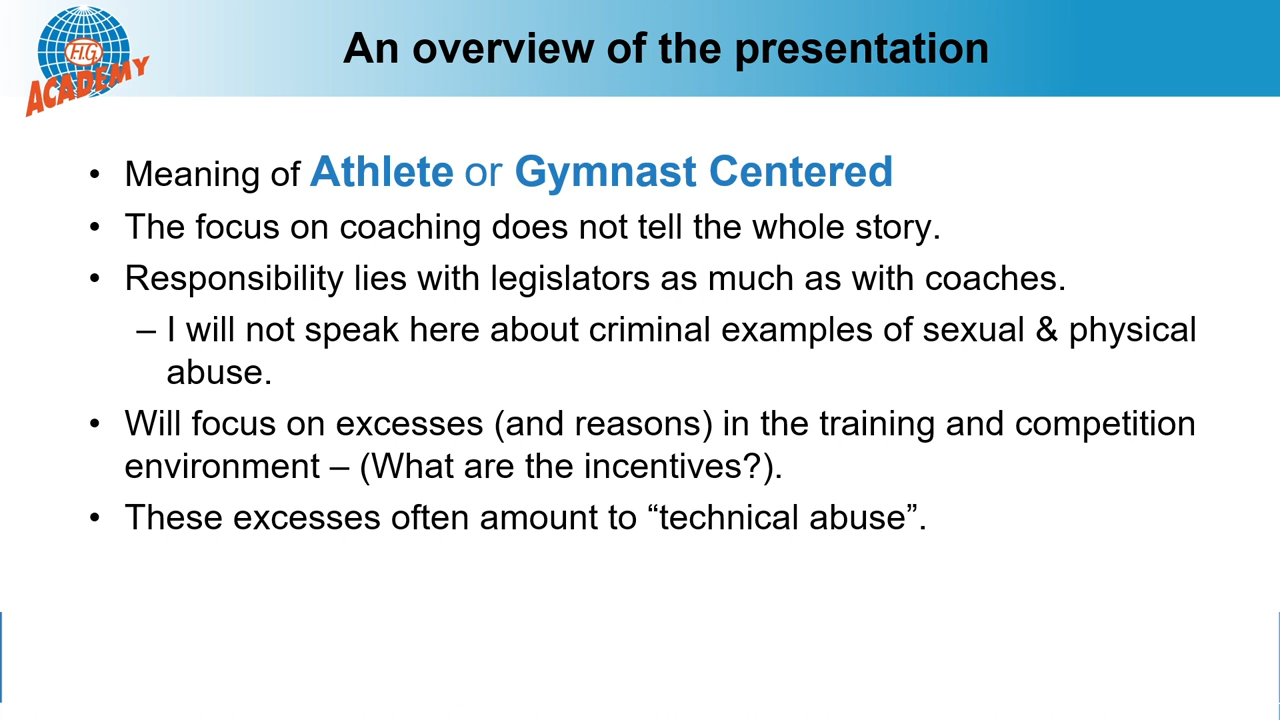 An overview of the presentation
F.I.G.
ACADEMY
• Meaning of Athlete or Gymnast Centered
• The focus on coaching does not tell the whole story.
• Responsibility lies with legislators as much as with coaches.
– I will not speak here about criminal examples of sexual & physical
abuse.
• Will focus on excesses (and reasons) in the training and competition
environment – (What are the incentives?).
• These excesses often amount to “technical abuse”.